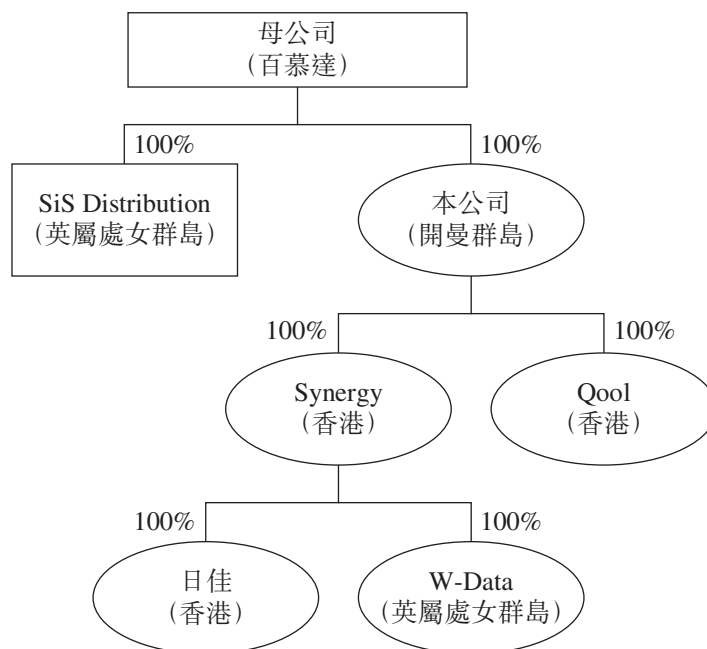 母公司
（百慕達）
100%
100%
SiS Distribution
（英屬處女群島）
本公司
（開曼群島）
100%
100%
Synergy
（香港）
Qool
（香港）
100%
100%
日佳
（香港）
W-Data
（英屬處女群島）